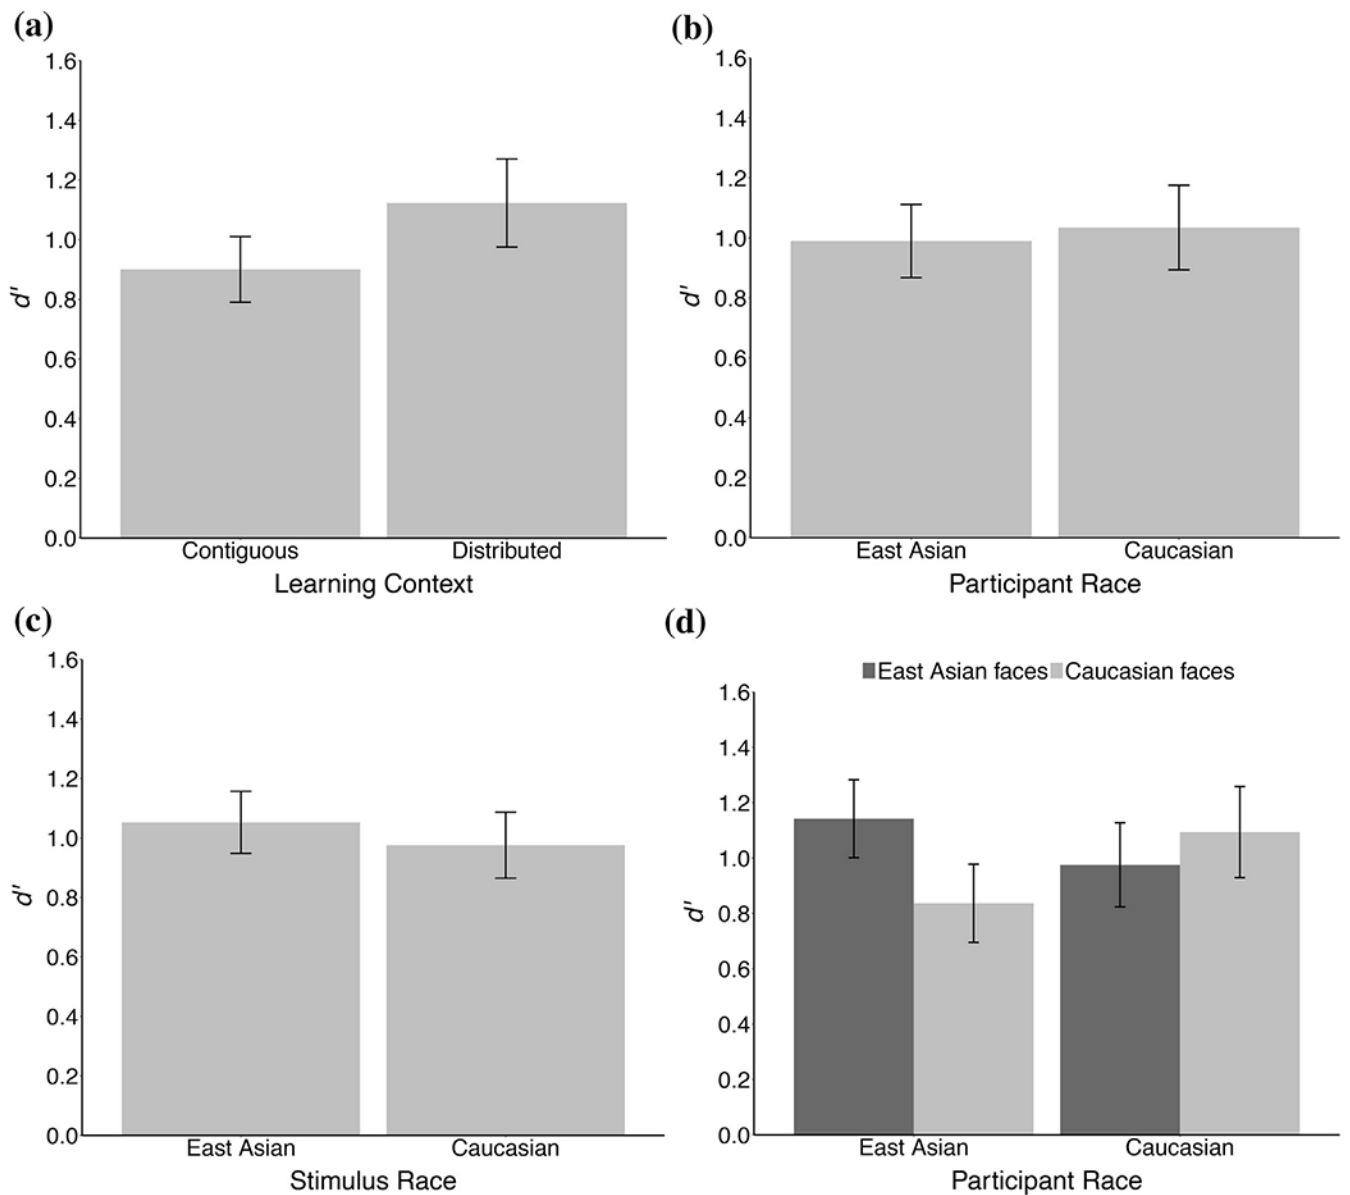 (a)
1.6
1.4
1.2
1.0
0.8
0.6
0.4
0.2
0.0
d'
Contiguous Distributed
Learning Context
(b)
1.6
1.4
1.2
1.0
0.8
0.6
0.4
0.2
0.0
d'
East Asian Caucasian
Participant Race
(c)
1.6
1.4
1.2
1.0
0.8
0.6
0.4
0.2
0.0
d'
East Asian Caucasian
Stimulus Race
(d)
East Asian faces Caucasian faces
1.6
1.4
1.2
1.0
0.8
0.6
0.4
0.2
0.0
d'
East Asian Caucasian
Participant Race